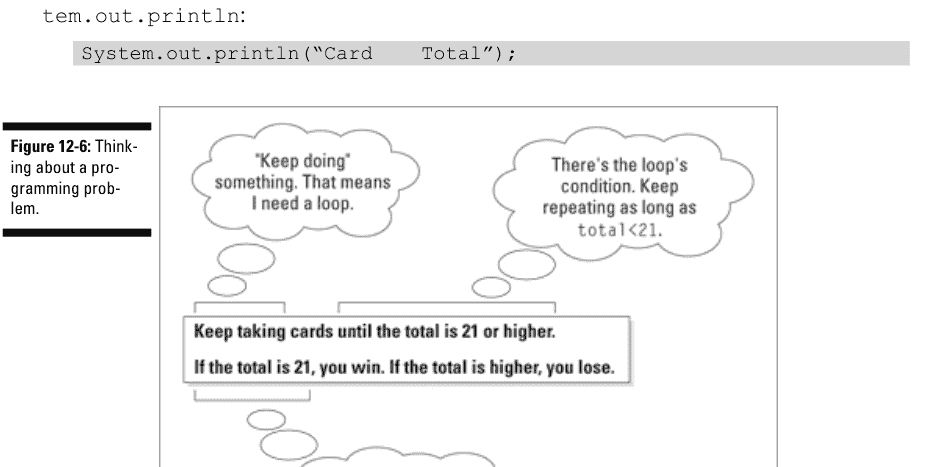 tem.out.println:
System.out.println(“Card    Total”);
Figure 12-6: Think-
ing about a pro-
gramming prob-
lem.
"Keep doing"
something. That means
I need a loop.
There's the loop's
condition. Keep
repeating as long as
total<21.
Keep taking cards until the total is 21 or higher.
If the total is 21, you win. If the total is higher, you lose.